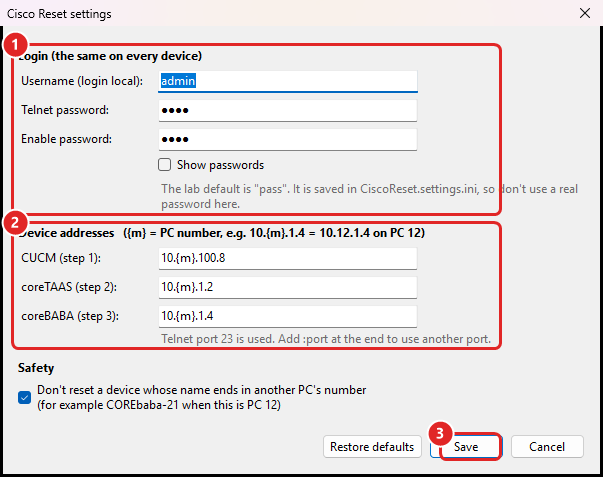 Cisco Reset settings
1
Login (the same on every device)
Username (login local): admin
Telnet password: ●●●●
Enable password: ●●●●
Show passwords
The lab default is "pass". It is saved in CiscoReset.settings.ini, so don't use a real
password here.
2
Device addresses ({m} = PC number, e.g. 10.{m}.1.4 = 10.12.1.4 on PC 12)
CUCM (step 1): 10.{m}.100.8
coreTAAS (step 2): 10.{m}.1.2
coreBABA (step 3): 10.{m}.1.4
Telnet port 23 is used. Add :port at the end to use another port.
Safety
Don't reset a device whose name ends in another PC's number
(for example COREbaba-21 when this is PC 12)
3
Restore defaults Save Cancel